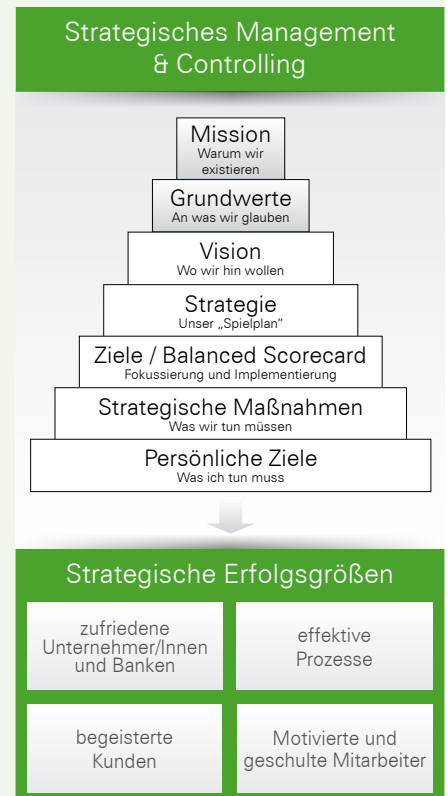 Strategisches Management
& Controlling
Mission
Warum wir
existieren
Grundwerte
An was wir glauben
Vision
Wo wir hin wollen
Strategie
Unser „Spielplan“
Ziele / Balanced Scorecard
Fokussierung und Implementierung
Strategische Maßnahmen
Was wir tun müssen
Persönliche Ziele
Was ich tun muss
Strategische Erfolgsgrößen
zufriedene
Unternehmer/Innen
und Banken
effektive
Prozesse
begeisterte
Kunden
Motivierte und
geschulte Mitarbeiter